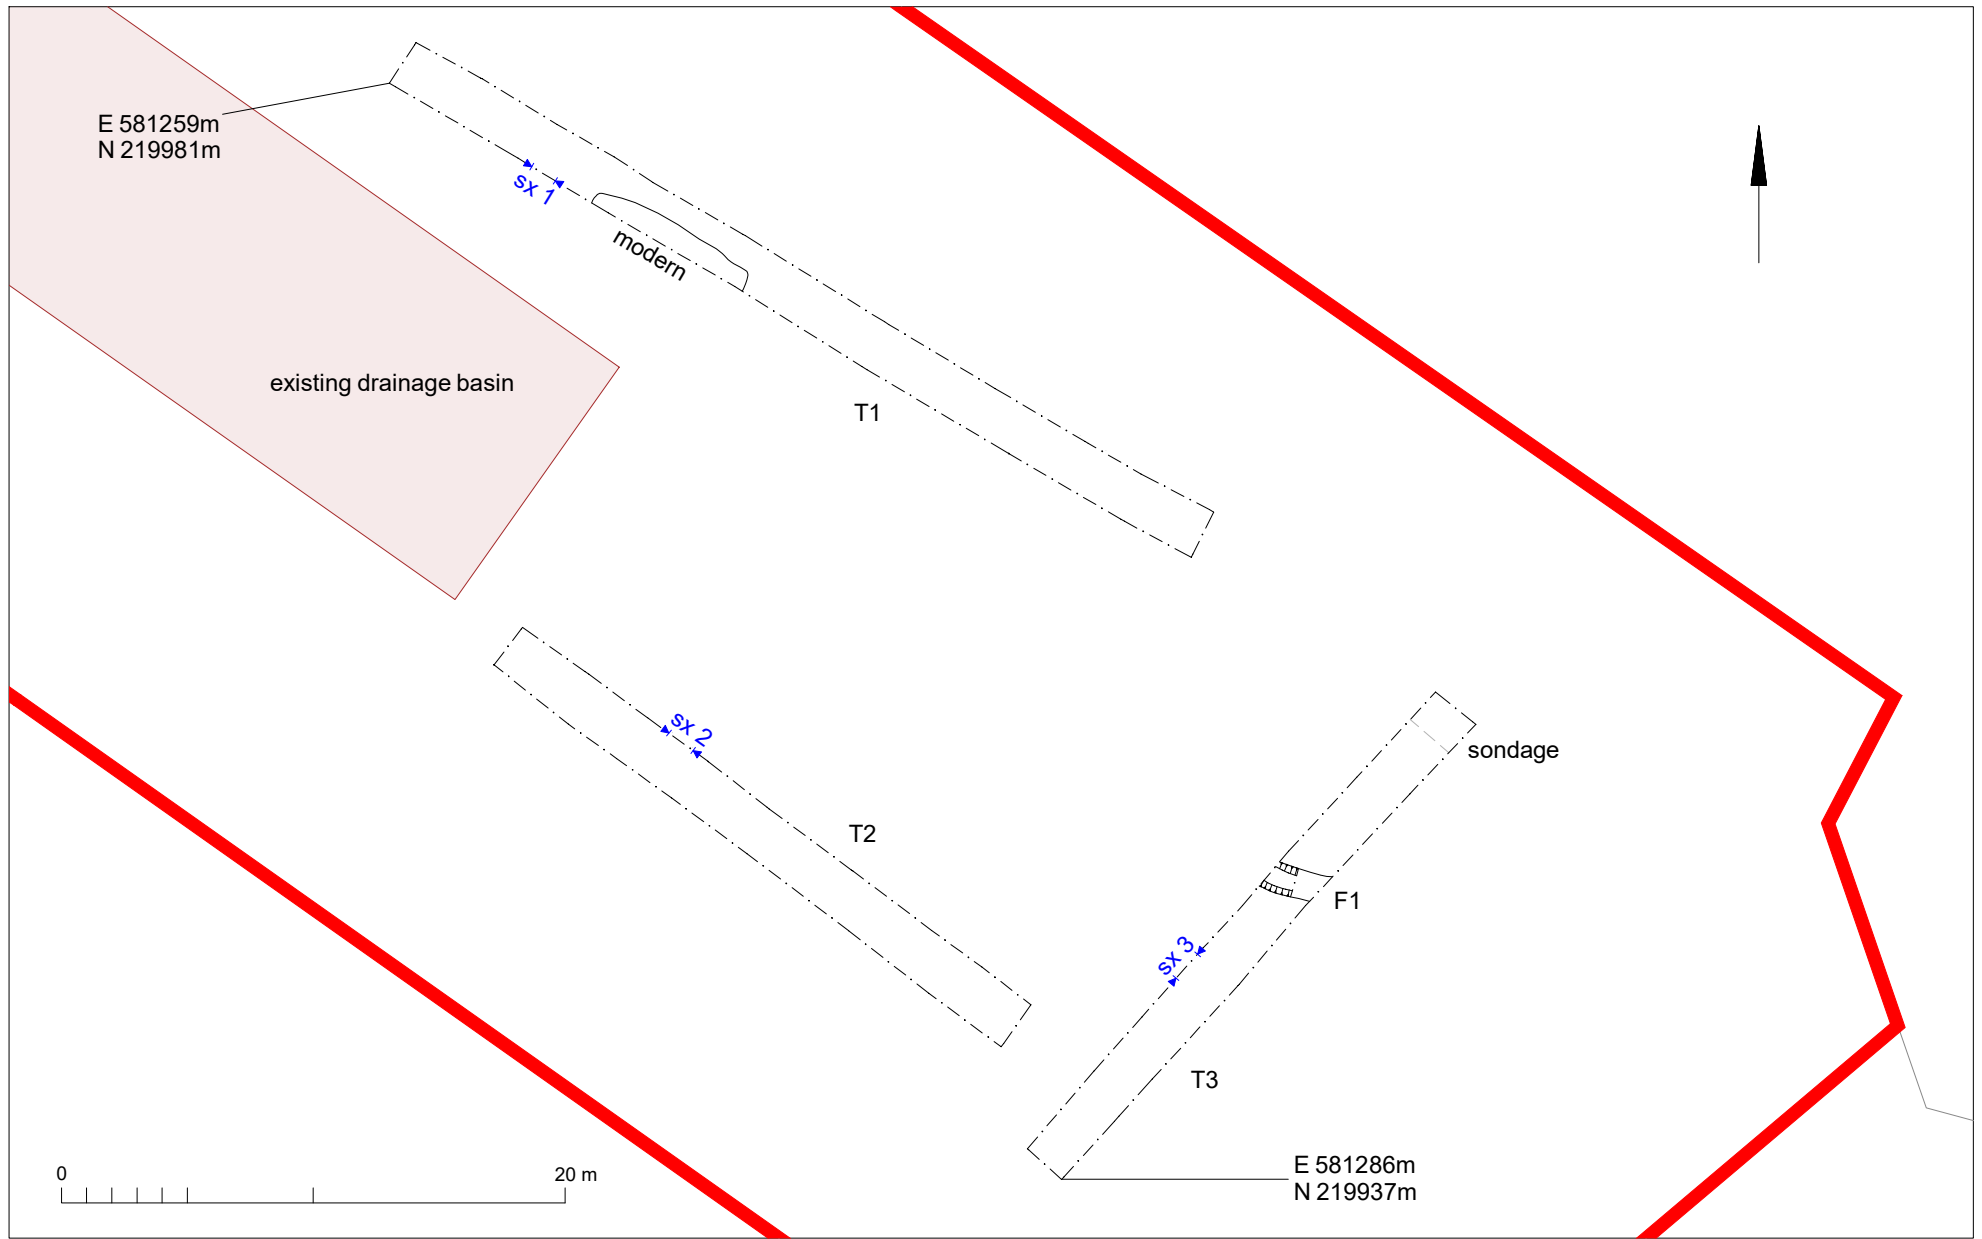 E 581259m
N 219981m
sx 1
modern
existing drainage basin
T1
sx 2
sondage
T2
F1
sx 3
T3
E 581286m
N 219937m
0
20 m